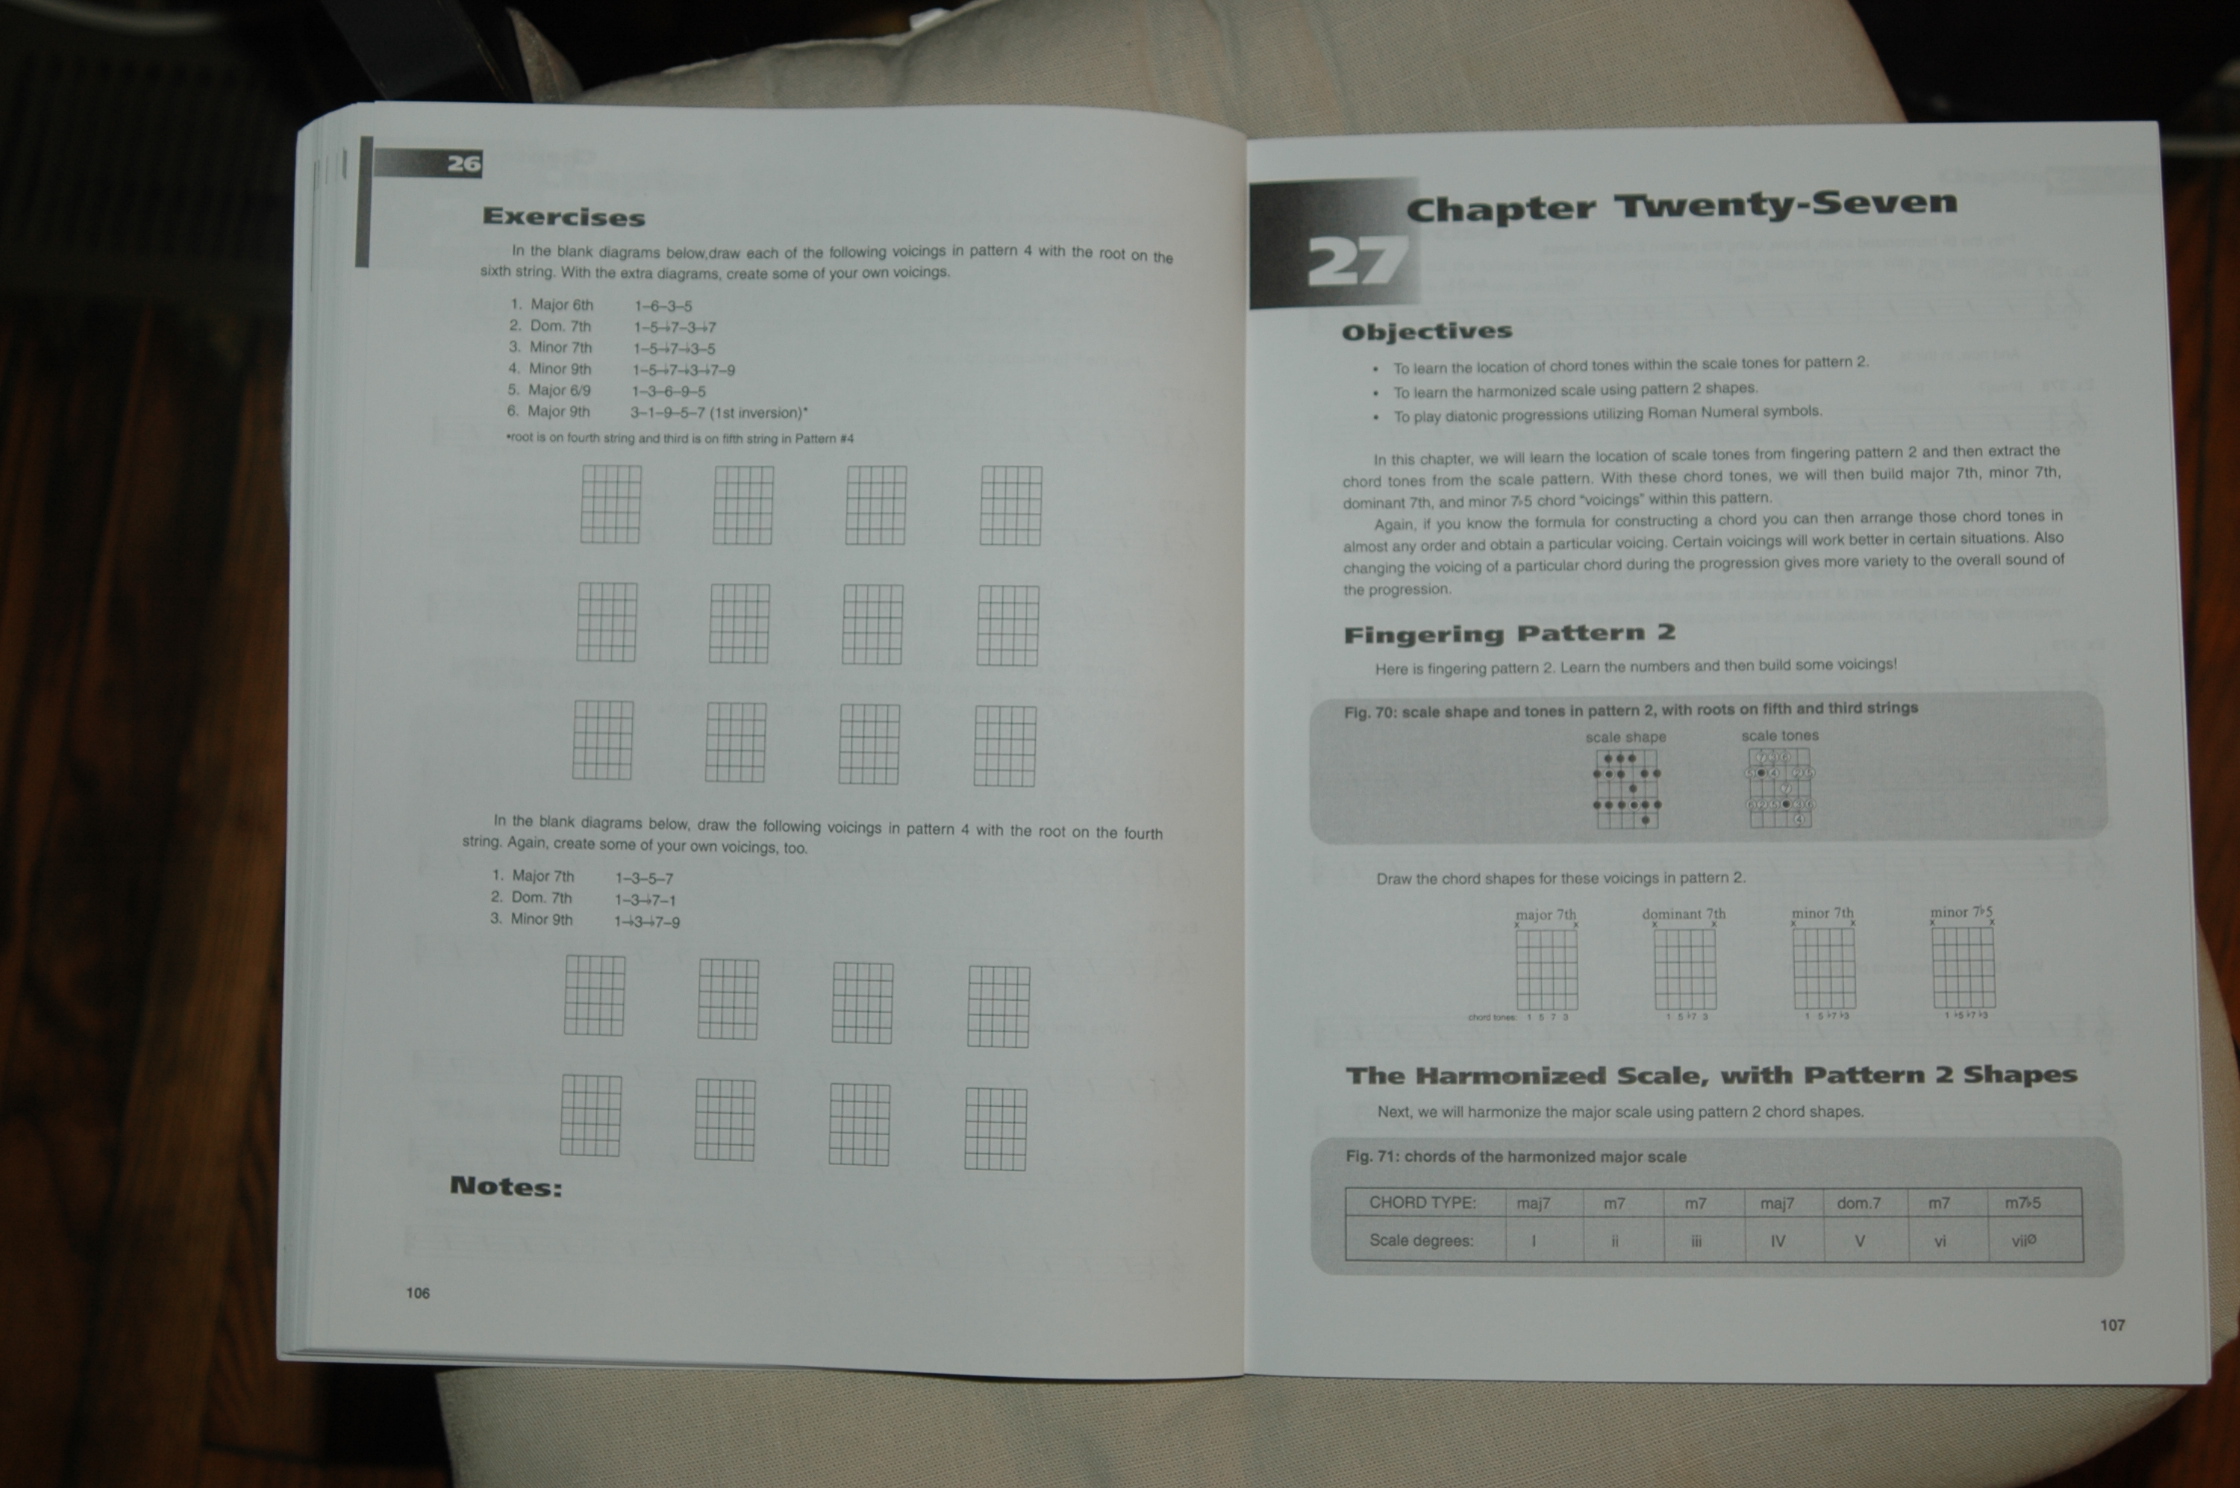 26
Exercises
In the blank diagrams below,draw each of the following voicings in pattern 4 with the root on the
sixth string. With the extra diagrams, create some of your own voicings.
1. Major 6th 1–6–3–5
2. Dom. 7th 1–5–♭7–3–♭7
3. Minor 7th 1–5–♭7–♭3–5
4. Minor 9th 1–5–♭7–♭3–♭7–9
5. Major 6/9 1–3–6–9–5
6. Major 9th 3–1–9–5–7 (1st inversion)*
*root is on fourth string and third is on fifth string in Pattern #4
In the blank diagrams below, draw the following voicings in pattern 4 with the root on the fourth
string. Again, create some of your own voicings, too.
1. Major 7th 1–3–5–7
2. Dom. 7th 1–3–♭7–1
3. Minor 9th 1–♭3–♭7–9
Notes:
106
27
Chapter Twenty-Seven
Objectives
• To learn the location of chord tones within the scale tones for pattern 2.
• To learn the harmonized scale using pattern 2 shapes.
• To play diatonic progressions utilizing Roman Numeral symbols.
In this chapter, we will learn the location of scale tones from fingering pattern 2 and then extract the
chord tones from the scale pattern. With these chord tones, we will then build major 7th, minor 7th,
dominant 7th, and minor 7♭5 chord "voicings" within this pattern.
Again, if you know the formula for constructing a chord you can then arrange those chord tones in
almost any order and obtain a particular voicing. Certain voicings will work better in certain situations. Also
changing the voicing of a particular chord during the progression gives more variety to the overall sound of
the progression.
Fingering Pattern 2
Here is fingering pattern 2. Learn the numbers and then build some voicings!
Fig. 70: scale shape and tones in pattern 2, with roots on fifth and third strings
scale shape scale tones
Draw the chord shapes for these voicings in pattern 2.
major 7th dominant 7th minor 7th minor 7♭5
x x x x x x x x
chord tones: 1 5 7 3 1 5 ♭7 3 1 5 ♭7 ♭3 1 ♭5 ♭7 ♭3
The Harmonized Scale, with Pattern 2 Shapes
Next, we will harmonize the major scale using pattern 2 chord shapes.
Fig. 71: chords of the harmonized major scale
CHORD TYPE: maj7 m7 m7 maj7 dom.7 m7 m7♭5
Scale degrees: I ii iii IV V vi viiø
107